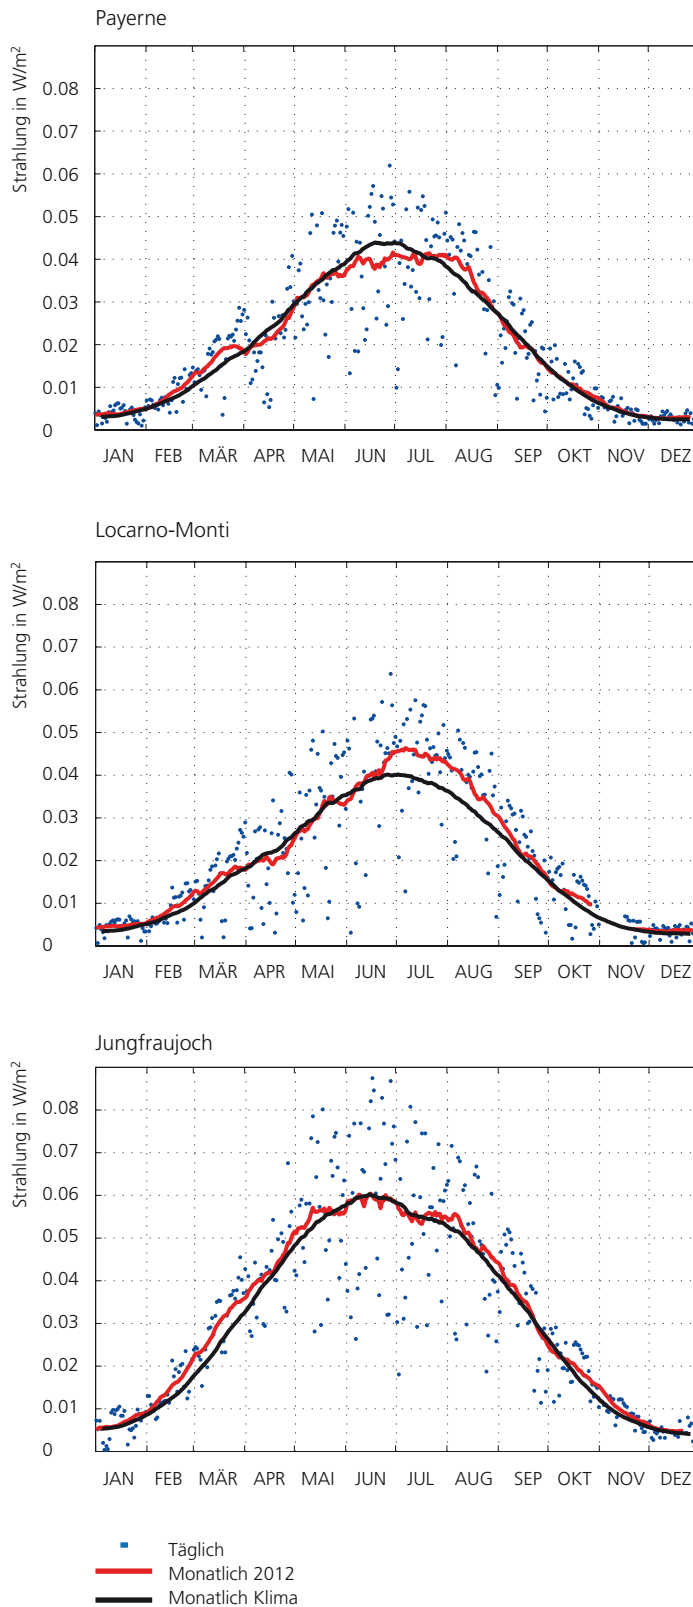 Payerne
Strahlung in W/m²
0.08
0.07
0.06
0.05
0.04
0.03
0.02
0.01
0
JAN FEB MÄR APR MAI JUN JUL AUG SEP OKT NOV DEZ
Locarno-Monti
Strahlung in W/m²
0.08
0.07
0.06
0.05
0.04
0.03
0.02
0.01
0
JAN FEB MÄR APR MAI JUN JUL AUG SEP OKT NOV DEZ
Jungfraujoch
Strahlung in W/m²
0.08
0.07
0.06
0.05
0.04
0.03
0.02
0.01
0
JAN FEB MÄR APR MAI JUN JUL AUG SEP OKT NOV DEZ
Täglich
Monatlich 2012
Monatlich Klima